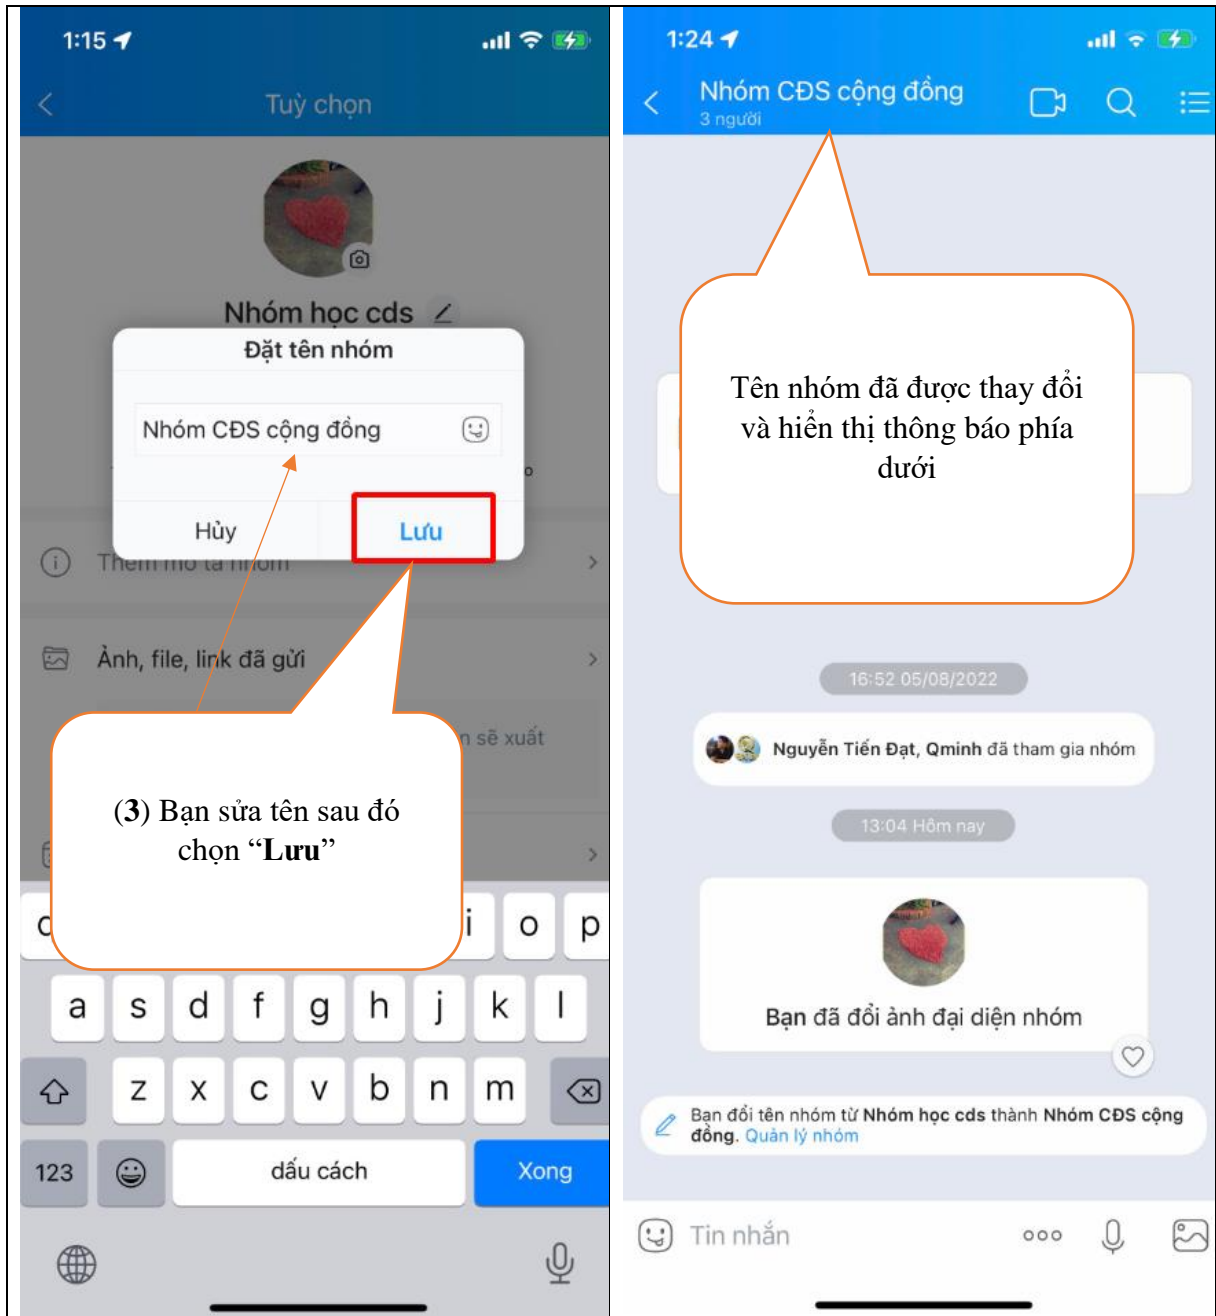 1:15
Tuỳ chọn
Nhóm học cds
Đặt tên nhóm
Nhóm CĐS cộng đồng
Hủy
Lưu
Thêm mô tả nhóm
Ảnh, file, link đã gửi
sẽ xuất
(3) Bạn sửa tên sau đó
chọn “Lưu”
i o p
a s d f g h j k l
z x c v b n m
123
dấu cách
Xong
1:24
Nhóm CĐS cộng đồng
3 người
Tên nhóm đã được thay đổi
và hiển thị thông báo phía
dưới
16:52 05/08/2022
Nguyễn Tiến Đạt, Qminh đã tham gia nhóm
13:04 Hôm nay
Bạn đã đổi ảnh đại diện nhóm
Bạn đổi tên nhóm từ Nhóm học cds thành Nhóm CĐS cộng
đồng. Quản lý nhóm
Tin nhắn